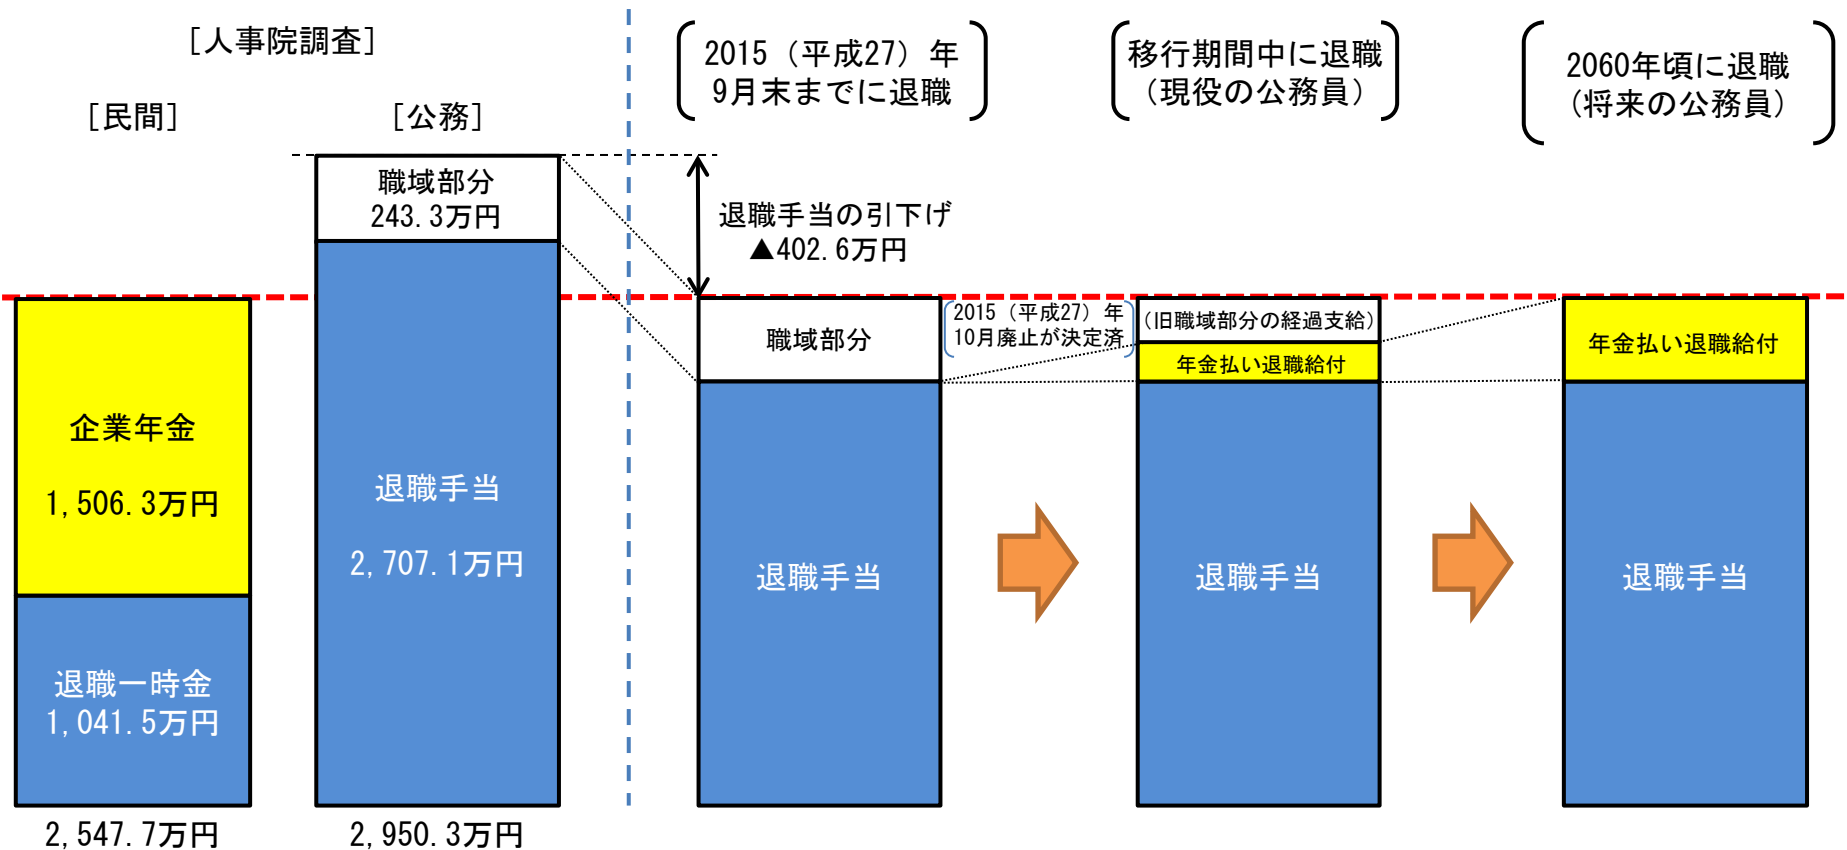 ［人事院調査］
［民間］
［公務］
2015（平成27）年
9月末までに退職
移行期間中に退職
（現役の公務員）
2060年頃に退職
（将来の公務員）
職域部分
243.3万円
退職手当
2,707.1万円
2,950.3万円
企業年金
1,506.3万円
退職一時金
1,041.5万円
2,547.7万円
退職手当の引下げ
▲402.6万円
職域部分
退職手当
2015（平成27）年
10月廃止が決定済
（旧職域部分の経過支給）
年金払い退職給付
退職手当
年金払い退職給付
退職手当